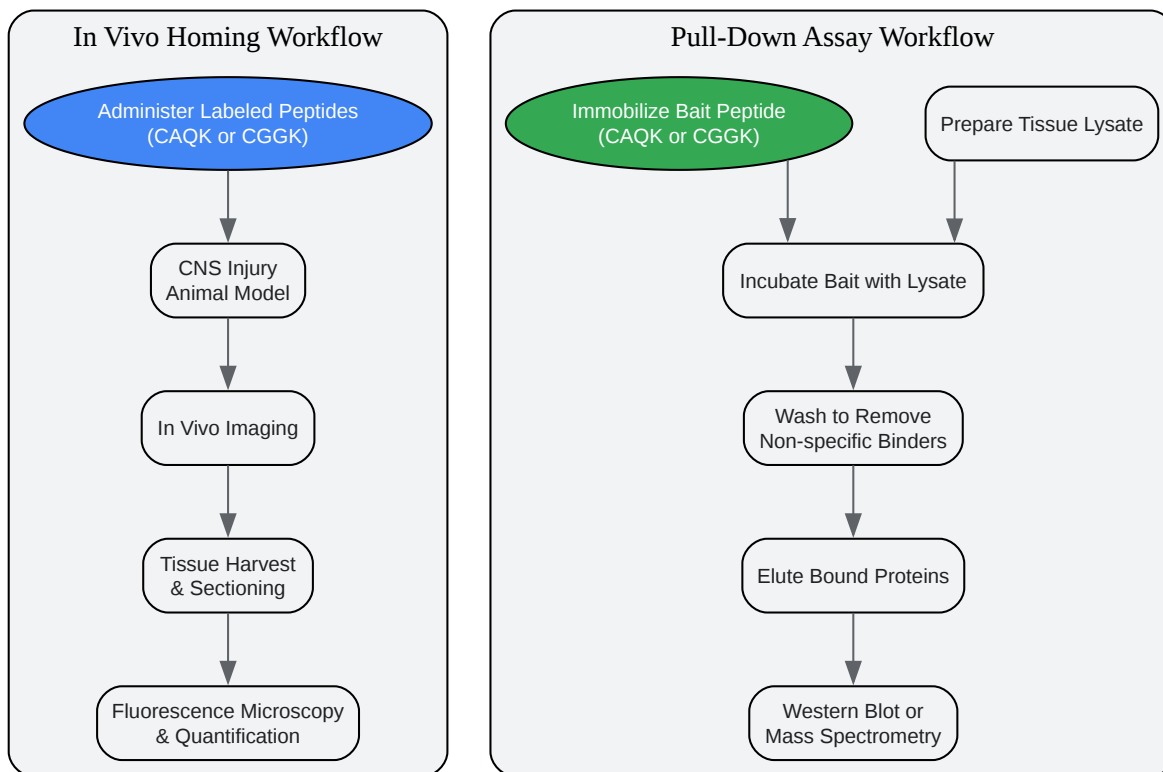 In Vivo Homing Workflow
Administer Labeled Peptides
(CAQK or CGGK)
CNS Injury
Animal Model
In Vivo Imaging
Tissue Harvest
& Sectioning
Fluorescence Microscopy
& Quantification
Pull-Down Assay Workflow
Immobilize Bait Peptide
(CAQK or CGGK)
Prepare Tissue Lysate
Incubate Bait with Lysate
Wash to Remove
Non-specific Binders
Elute Bound Proteins
Western Blot or
Mass Spectrometry